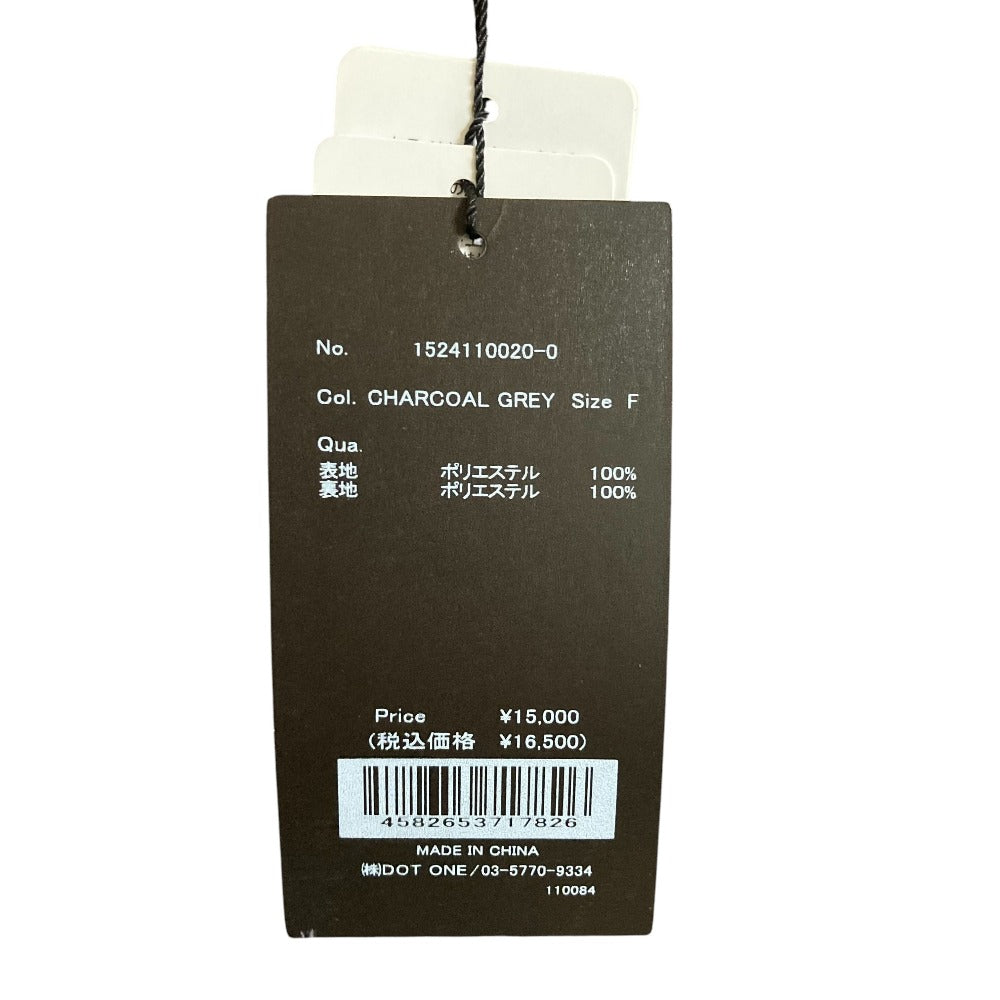 No. 1524110020-0
Col. CHARCOAL GREY Size F
Qua.
表地 ポリエステル 100%
裏地 ポリエステル 100%
Price ¥15,000
(税込価格 ¥16,500)
4582653717826
MADE IN CHINA
㈱DOT ONE/03-5770-9334
110084